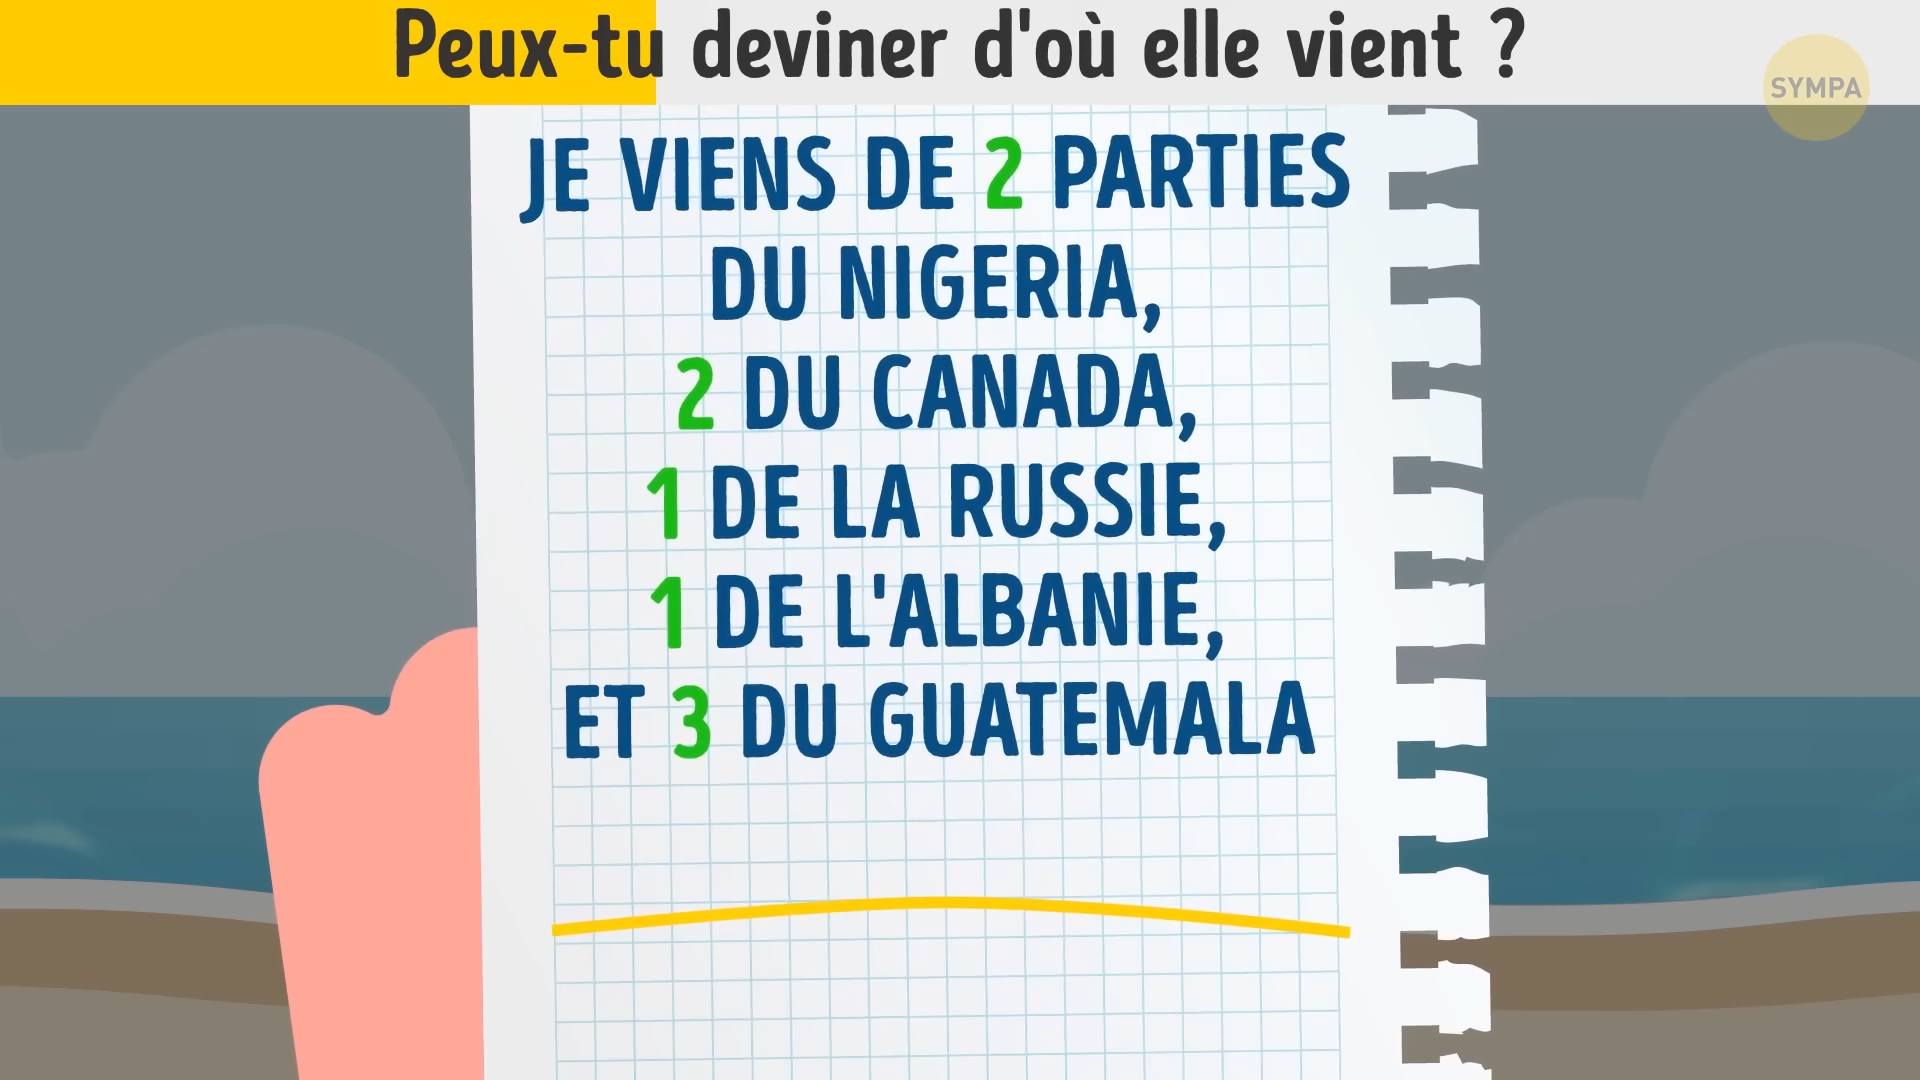 Peux-tu deviner d'où elle vient ?
SYMPA
JE VIENS DE 2 PARTIES
DU NIGERIA,
2 DU CANADA,
1 DE LA RUSSIE,
1 DE L'ALBANIE,
ET 3 DU GUATEMALA